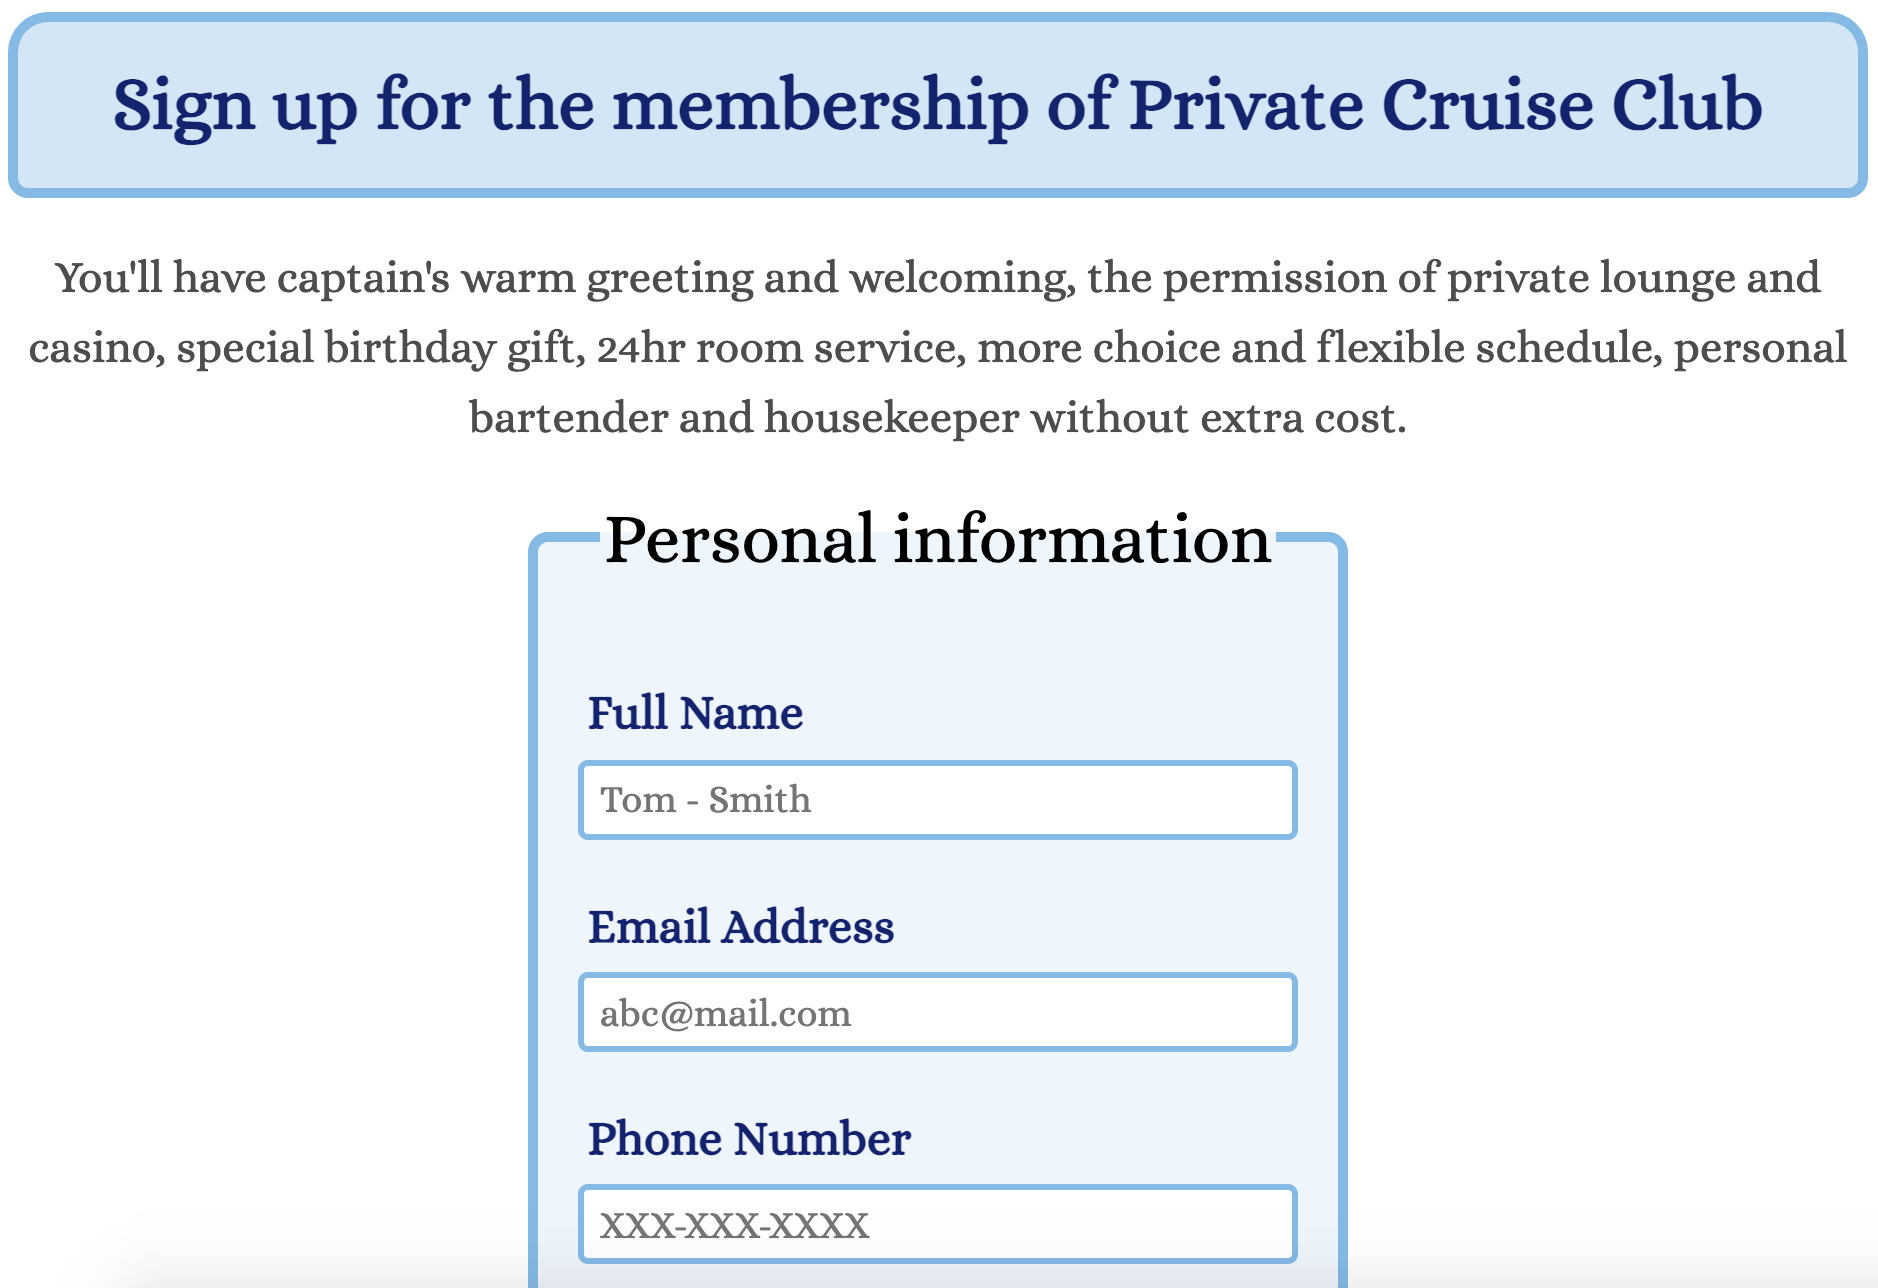 Sign up for the membership of Private Cruise Club
You'll have captain's warm greeting and welcoming, the permission of private lounge and
casino, special birthday gift, 24hr room service, more choice and flexible schedule, personal
bartender and housekeeper without extra cost.
Personal information
Full Name
Tom - Smith
Email Address
abc@mail.com
Phone Number
XXX-XXX-XXXX